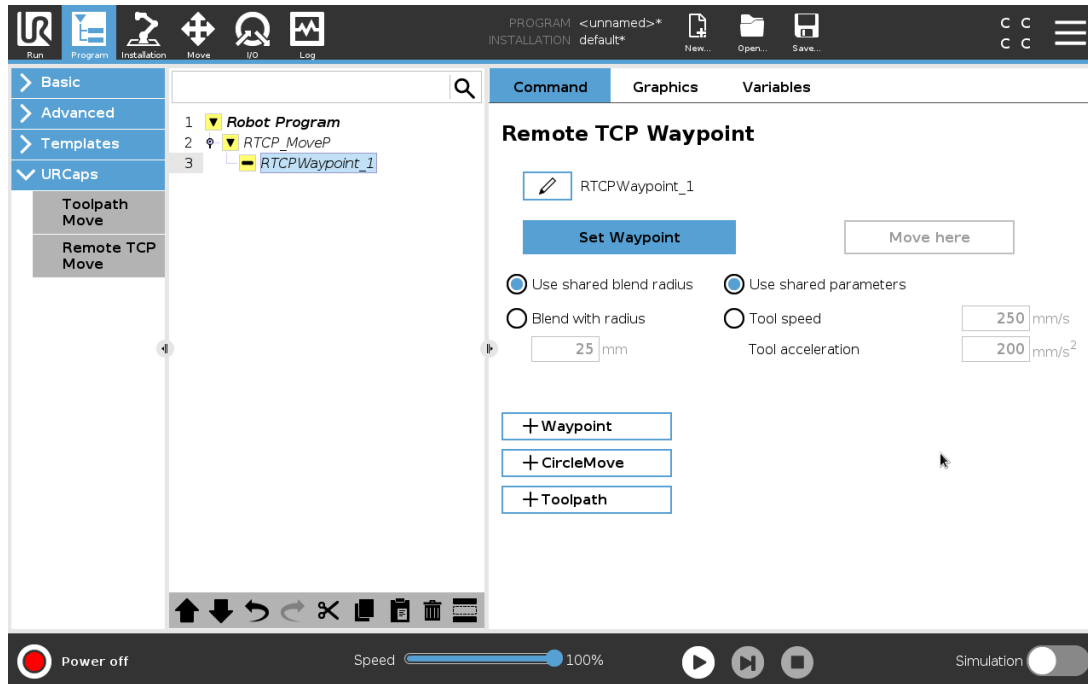 PROGRAM <unnamed>*
INSTALLATION default*
Run
Program
Installation
Move
I/O
Log
New...
Open...
Save...
C C
C C
Basic
Advanced
Templates
URCaps
Toolpath
Move
Remote TCP
Move
1 Robot Program
2 RTCP_MoveP
3 RTCPWaypoint_1
Command
Graphics
Variables
Remote TCP Waypoint
RTCPWaypoint_1
Set Waypoint
Move here
Use shared blend radius
Use shared parameters
Blend with radius
Tool speed
250 mm/s
25 mm
Tool acceleration
200 mm/s²
+Waypoint
+CircleMove
+Toolpath
Power off
Speed
100%
Simulation